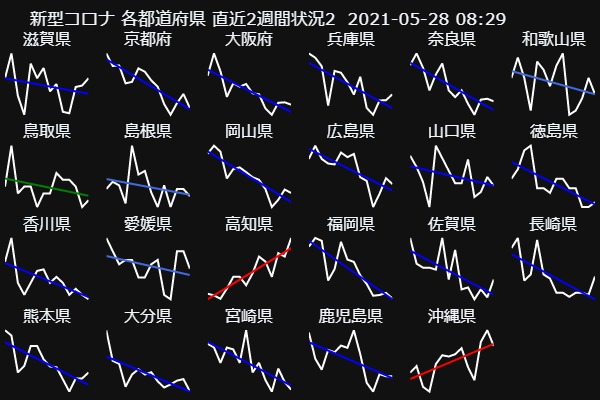 新型コロナ 各都道府県 直近2週間状況2 2021-05-28 08:29
滋賀県 京都府 大阪府 兵庫県 奈良県 和歌山県
鳥取県 島根県 岡山県 広島県 山口県 徳島県
香川県 愛媛県 高知県 福岡県 佐賀県 長崎県
熊本県 大分県 宮崎県 鹿児島県 沖縄県